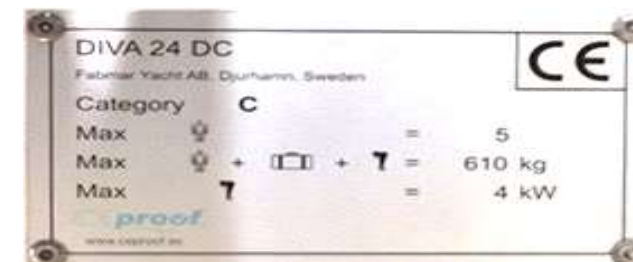 DIVA 24 DC
CE
Fabmar Yacht AB, Djurhamn, Sweden
Category C
Max = 5
Max + + = 610 kg
Max = 4 kW
proof